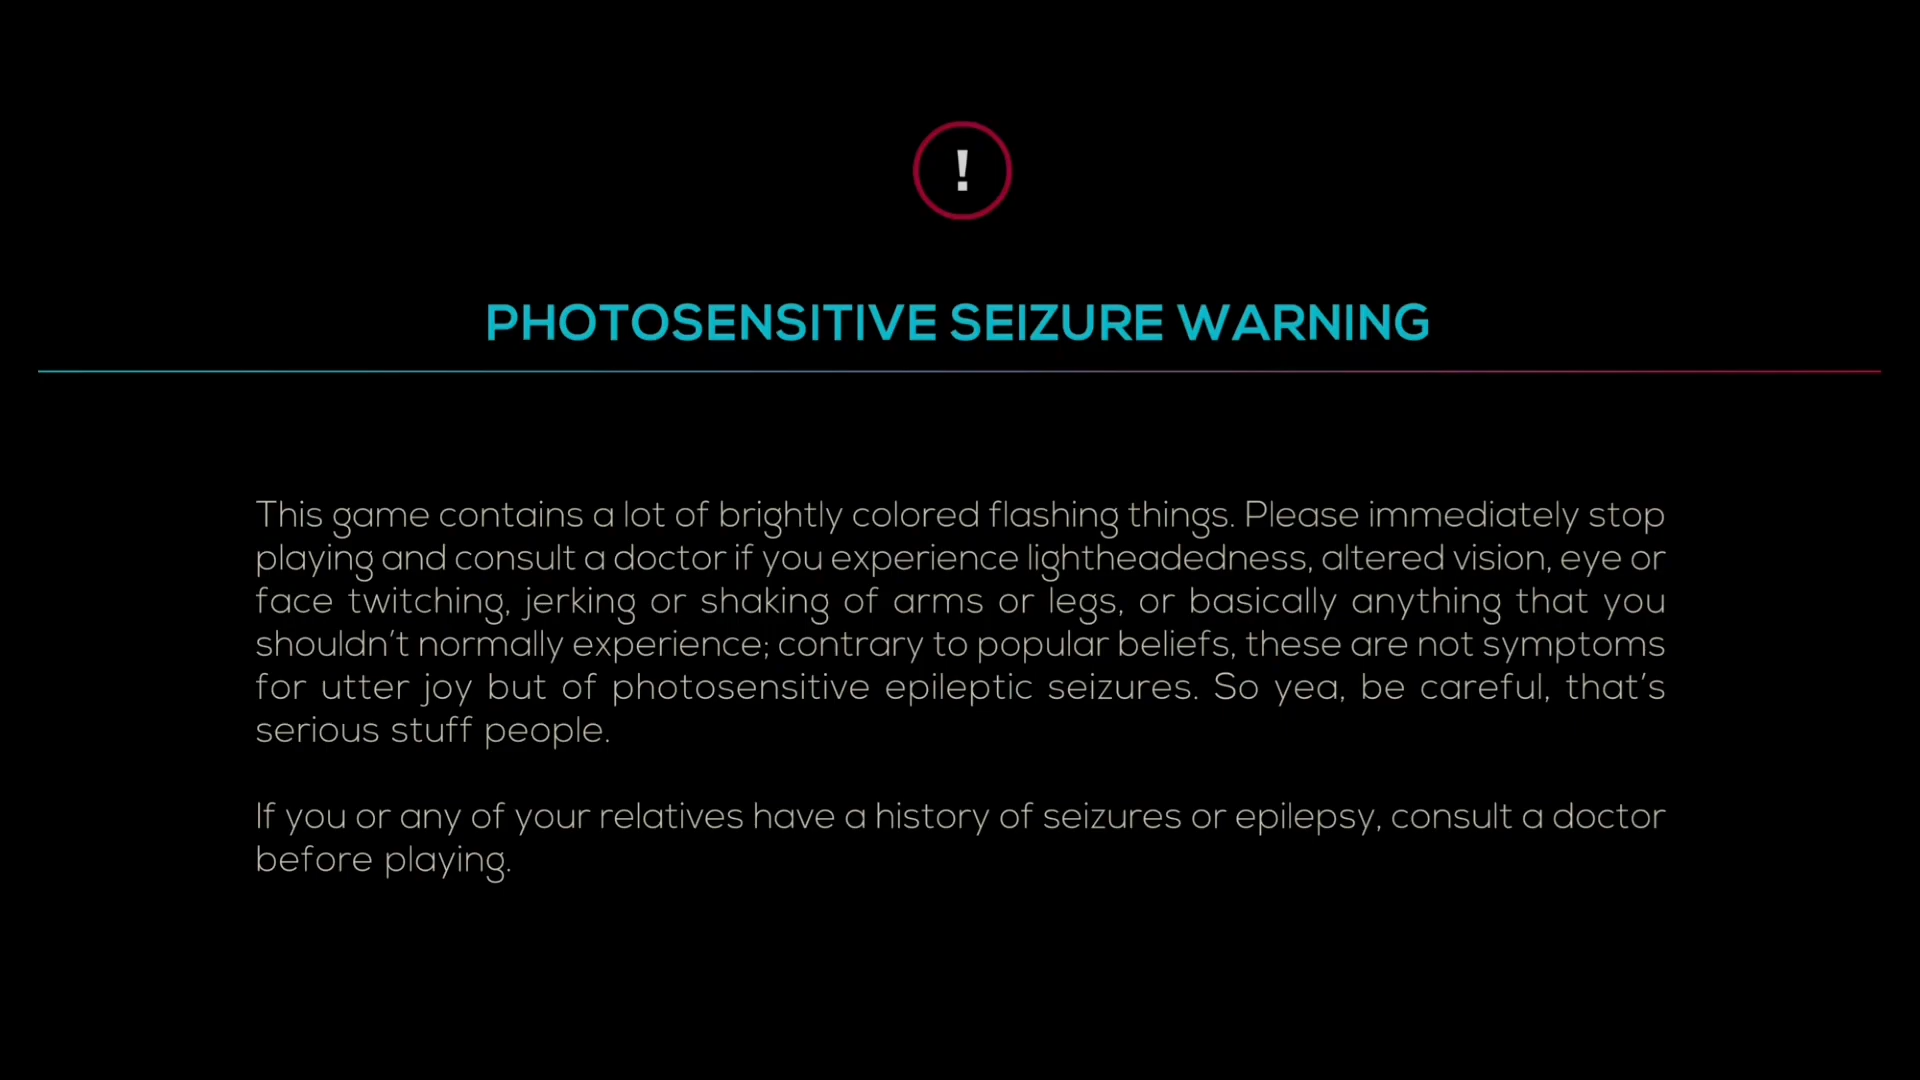 !
PHOTOSENSITIVE SEIZURE WARNING
This game contains a lot of brightly colored flashing things. Please immediately stop
playing and consult a doctor if you experience lightheadedness, altered vision, eye or
face twitching, jerking or shaking of arms or legs, or basically anything that you
shouldn't normally experience; contrary to popular beliefs, these are not symptoms
for utter joy but of photosensitive epileptic seizures. So yea, be careful, that's
serious stuff people.
If you or any of your relatives have a history of seizures or epilepsy, consult a doctor
before playing.